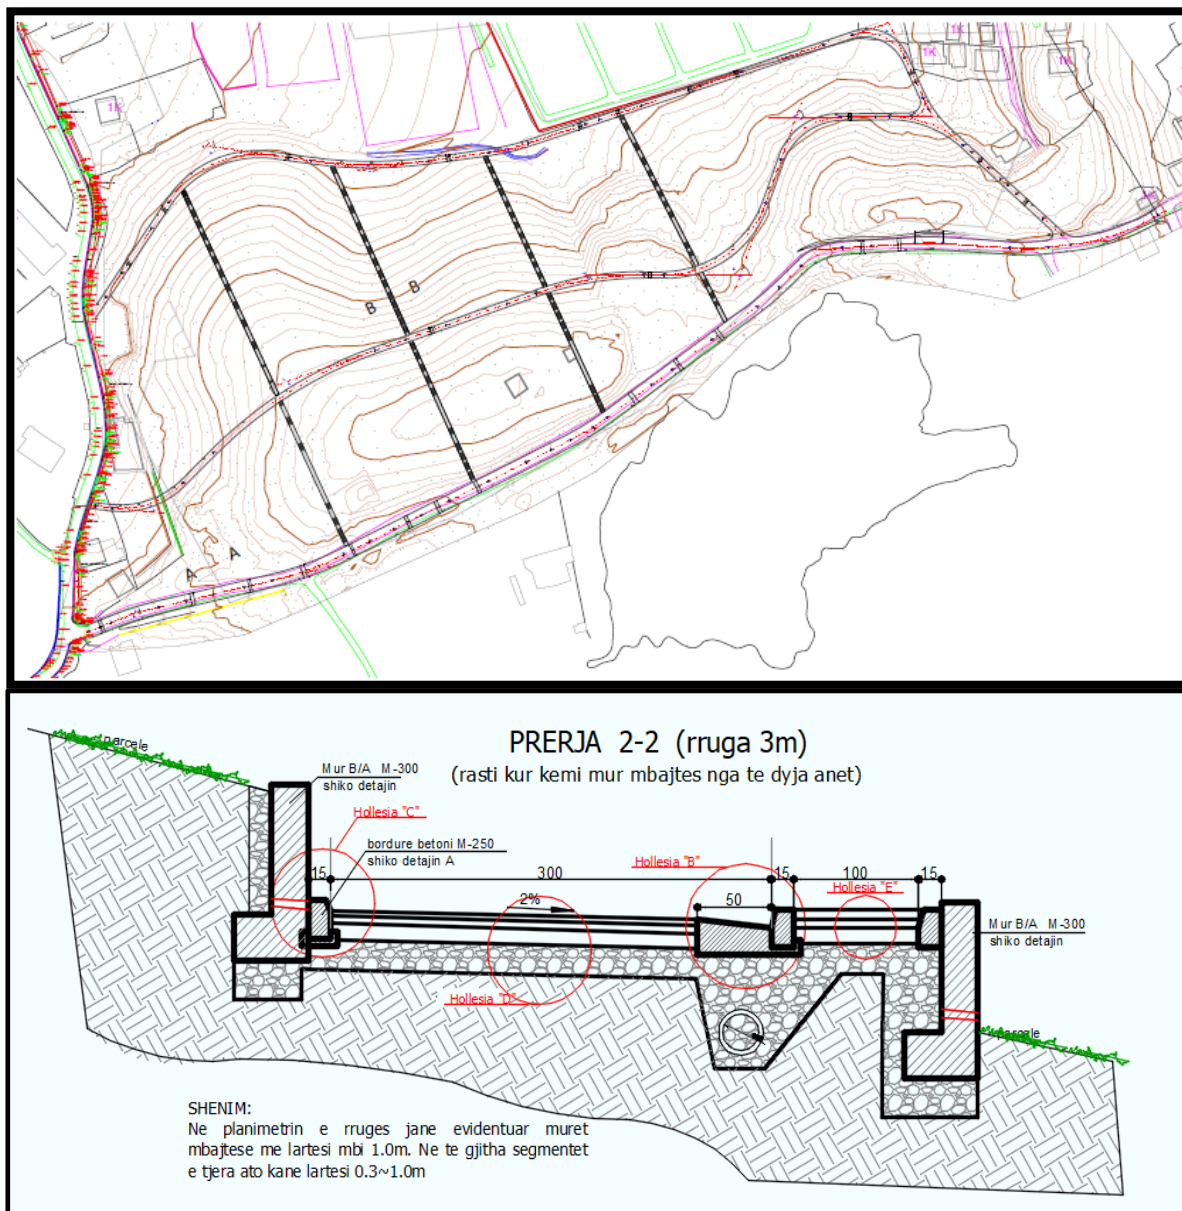 1K
1K
1K
1K
B
B
A
A
PRERJA 2-2 (rruga 3m)
(rasti kur kemi mur mbajtes nga te dyja anet)
parcele
Mur B/A M-300
shiko detajin
Hollesia "C"
bordure betoni M-250
shiko detajin A
Hollesia "B"
15
300
15
100
15
Hollesia "E"
2%
50
Mur B/A M-300
shiko detajin
Hollesia "D"
parcele
SHENIM:
Ne planimetrin e rruges jane evidentuar muret
mbajtese me lartesi mbi 1.0m. Ne te gjitha segmentet
e tjera ato kane lartesi 0.3~1.0m